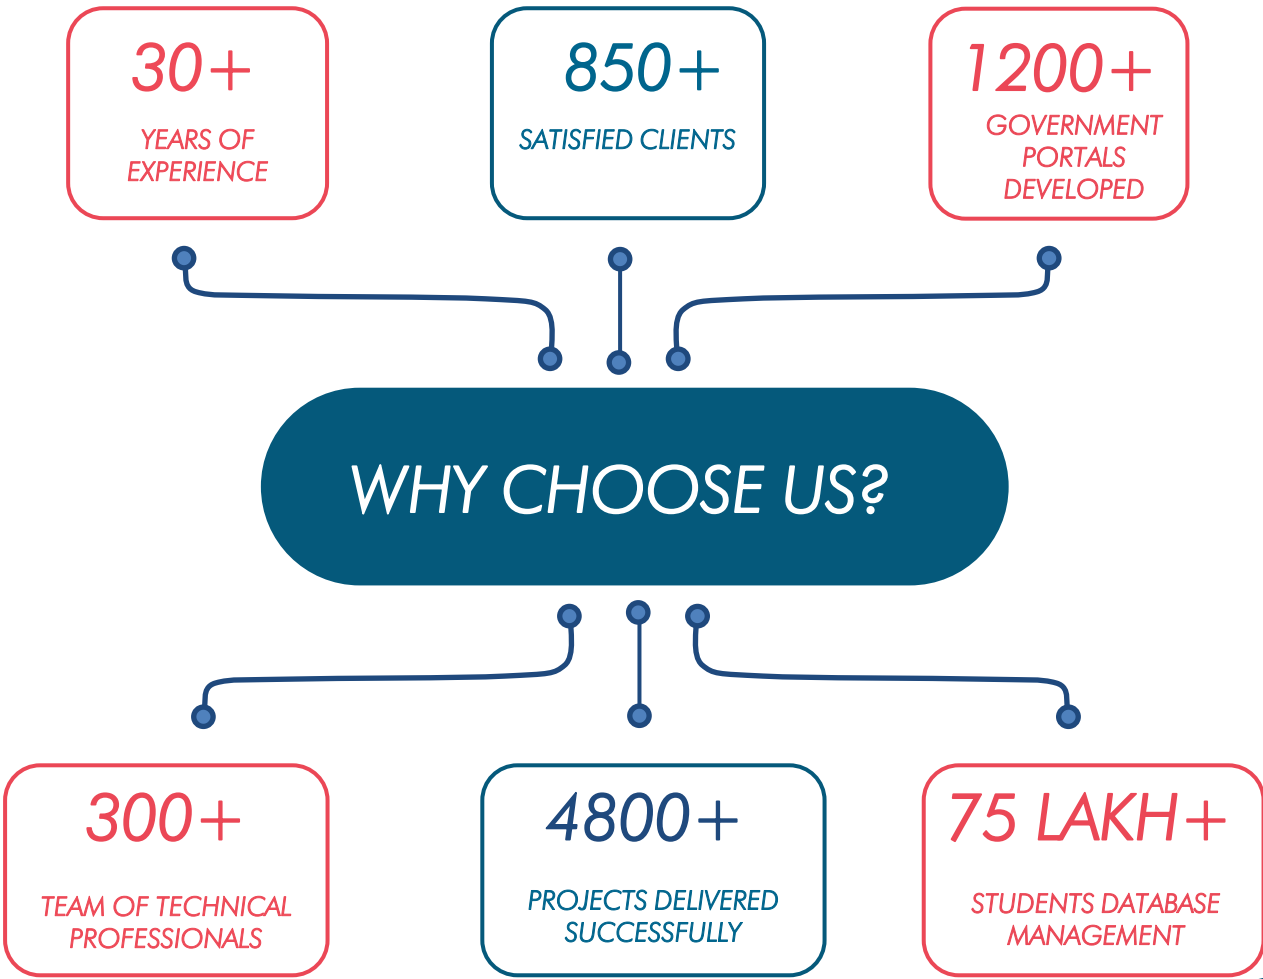 30+
YEARS OF
EXPERIENCE
850+
SATISFIED CLIENTS
1200+
GOVERNMENT
PORTALS
DEVELOPED
WHY CHOOSE US?
300+
TEAM OF TECHNICAL
PROFESSIONALS
4800+
PROJECTS DELIVERED
SUCCESSFULLY
75 LAKH+
STUDENTS DATABASE
MANAGEMENT